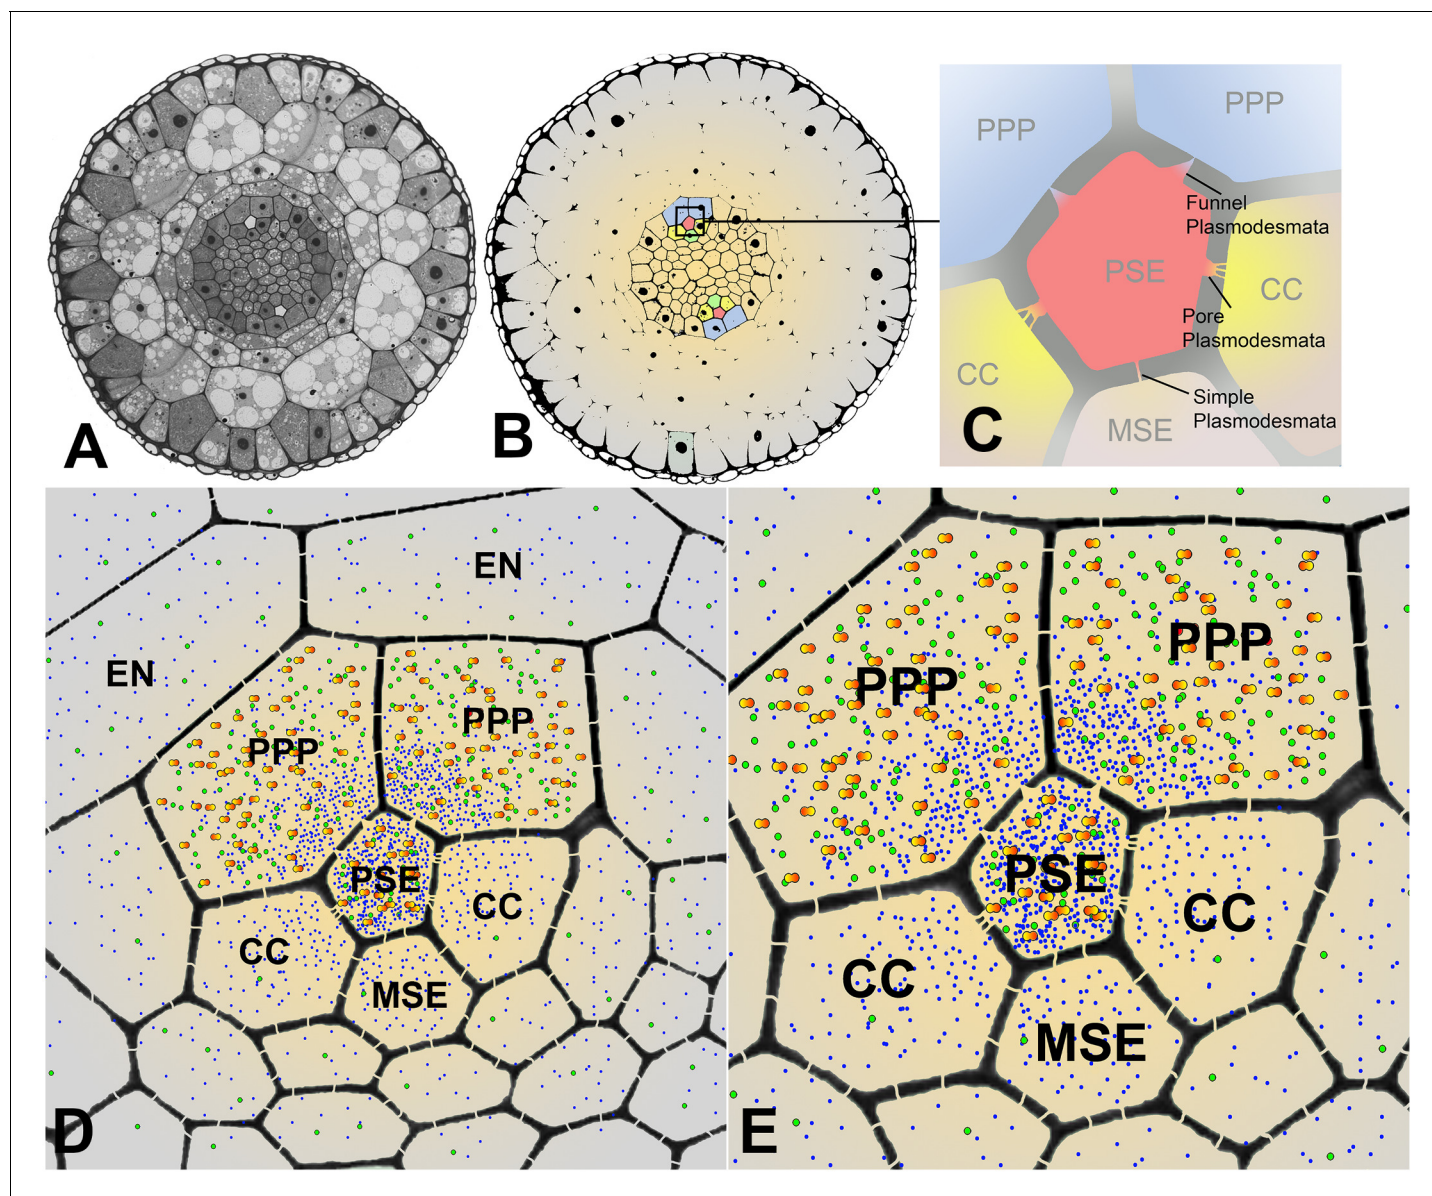 A
B
C
PPP
PPP
Funnel
Plasmodesmata
PSE
CC
Pore
Plasmodesmata
CC
Simple
Plasmodesmata
MSE
D
EN
EN
PPP
PPP
PSE
CC
CC
MSE
E
PPP
PPP
PSE
CC
CC
MSE